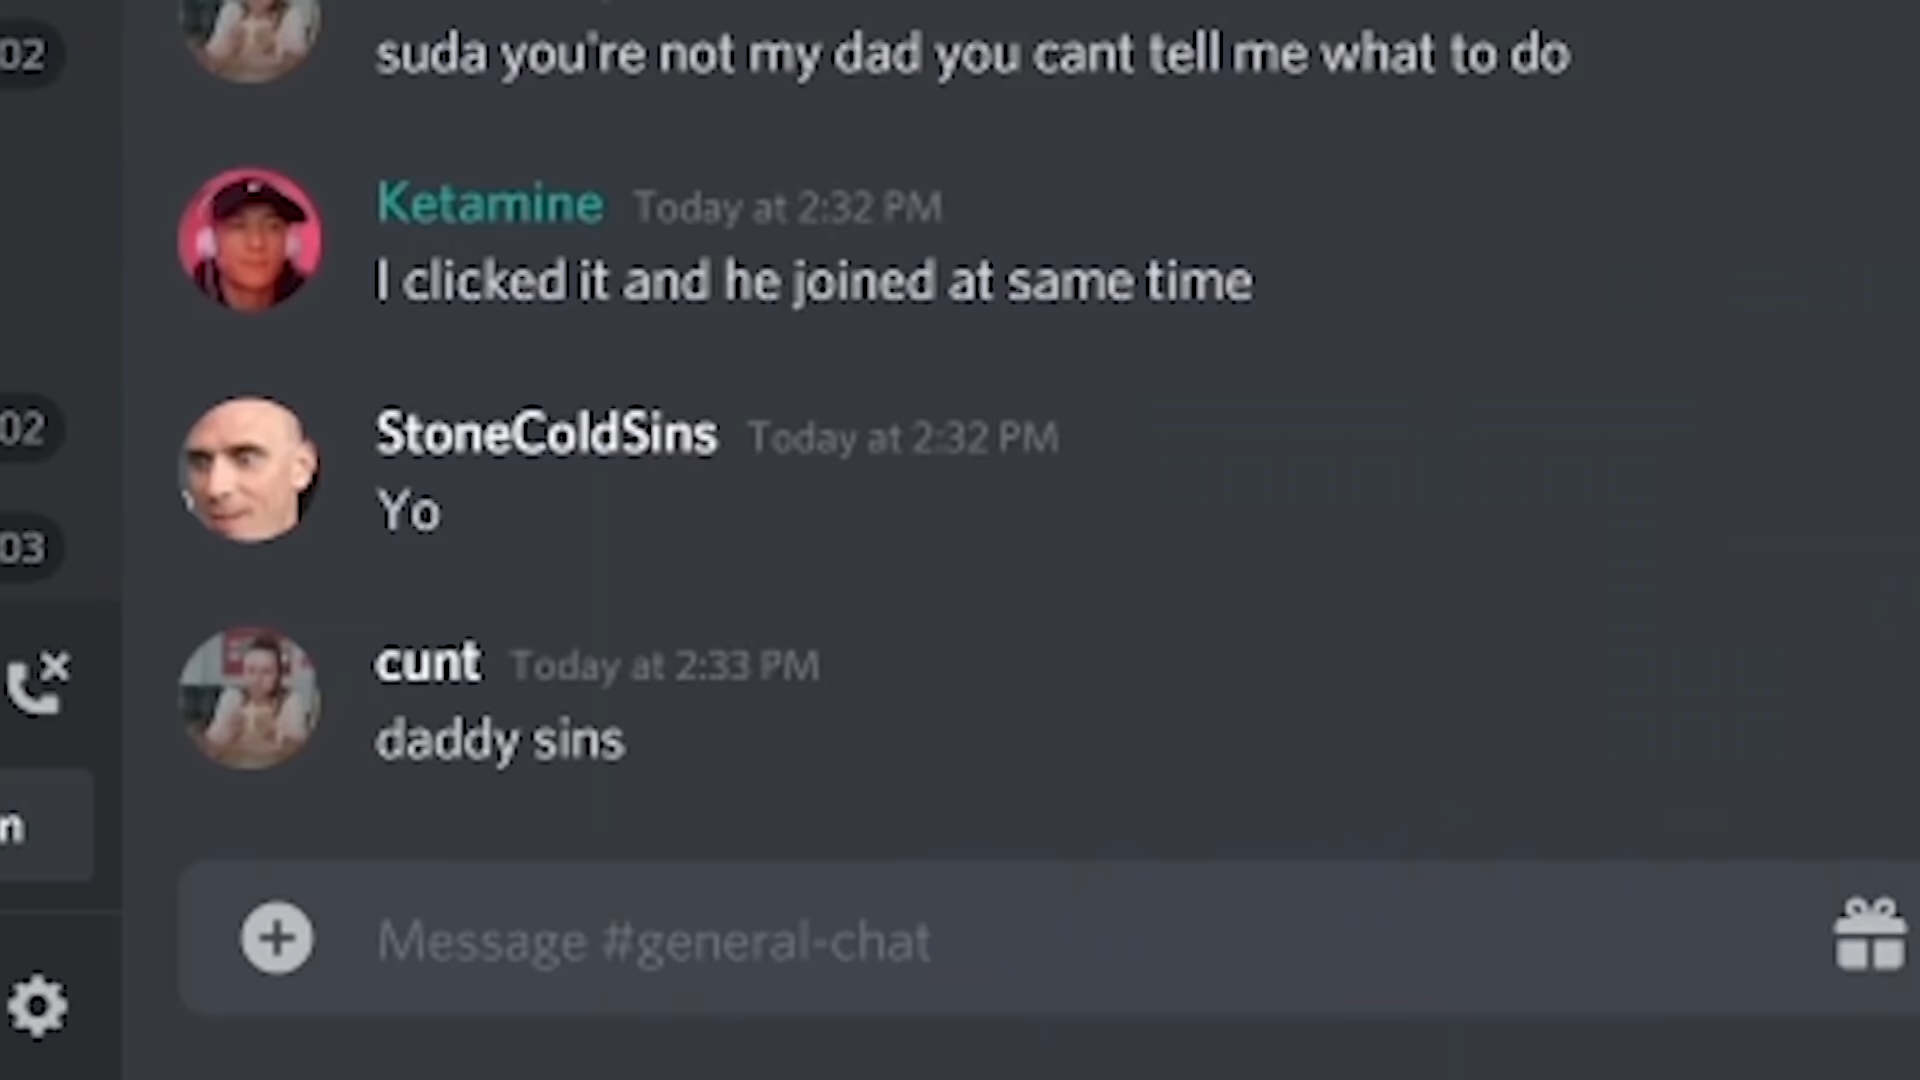 02
suda you're not my dad you cant tell me what to do
Ketamine Today at 2:32 PM
I clicked it and he joined at same time
02
StoneColdSins Today at 2:32 PM
Yo
03
cunt Today at 2:33 PM
daddy sins
n
Message #general-chat